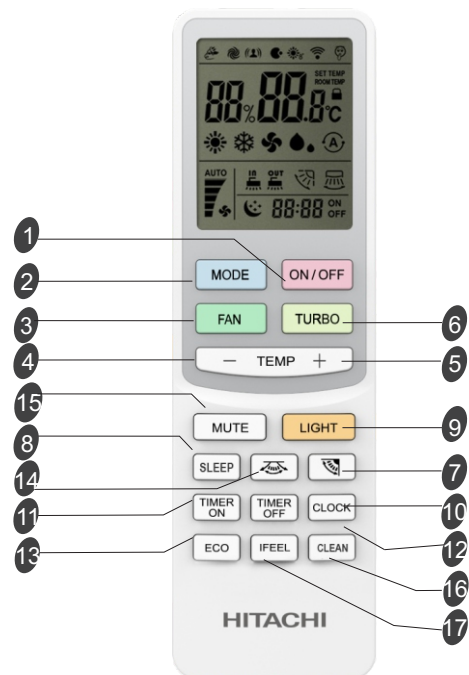 SET TEMP
ROOM TEMP
88% 88.8°C
A
AUTO IN OUT
88:88 ON
OFF
1
2 MODE ON/OFF
3 FAN TURBO 6
4 − TEMP + 5
15
MUTE LIGHT 9
8 SLEEP 7
14
11 TIMER ON TIMER OFF CLOCK 10
12
13 ECO IFEEL CLEAN 16
17
HITACHI